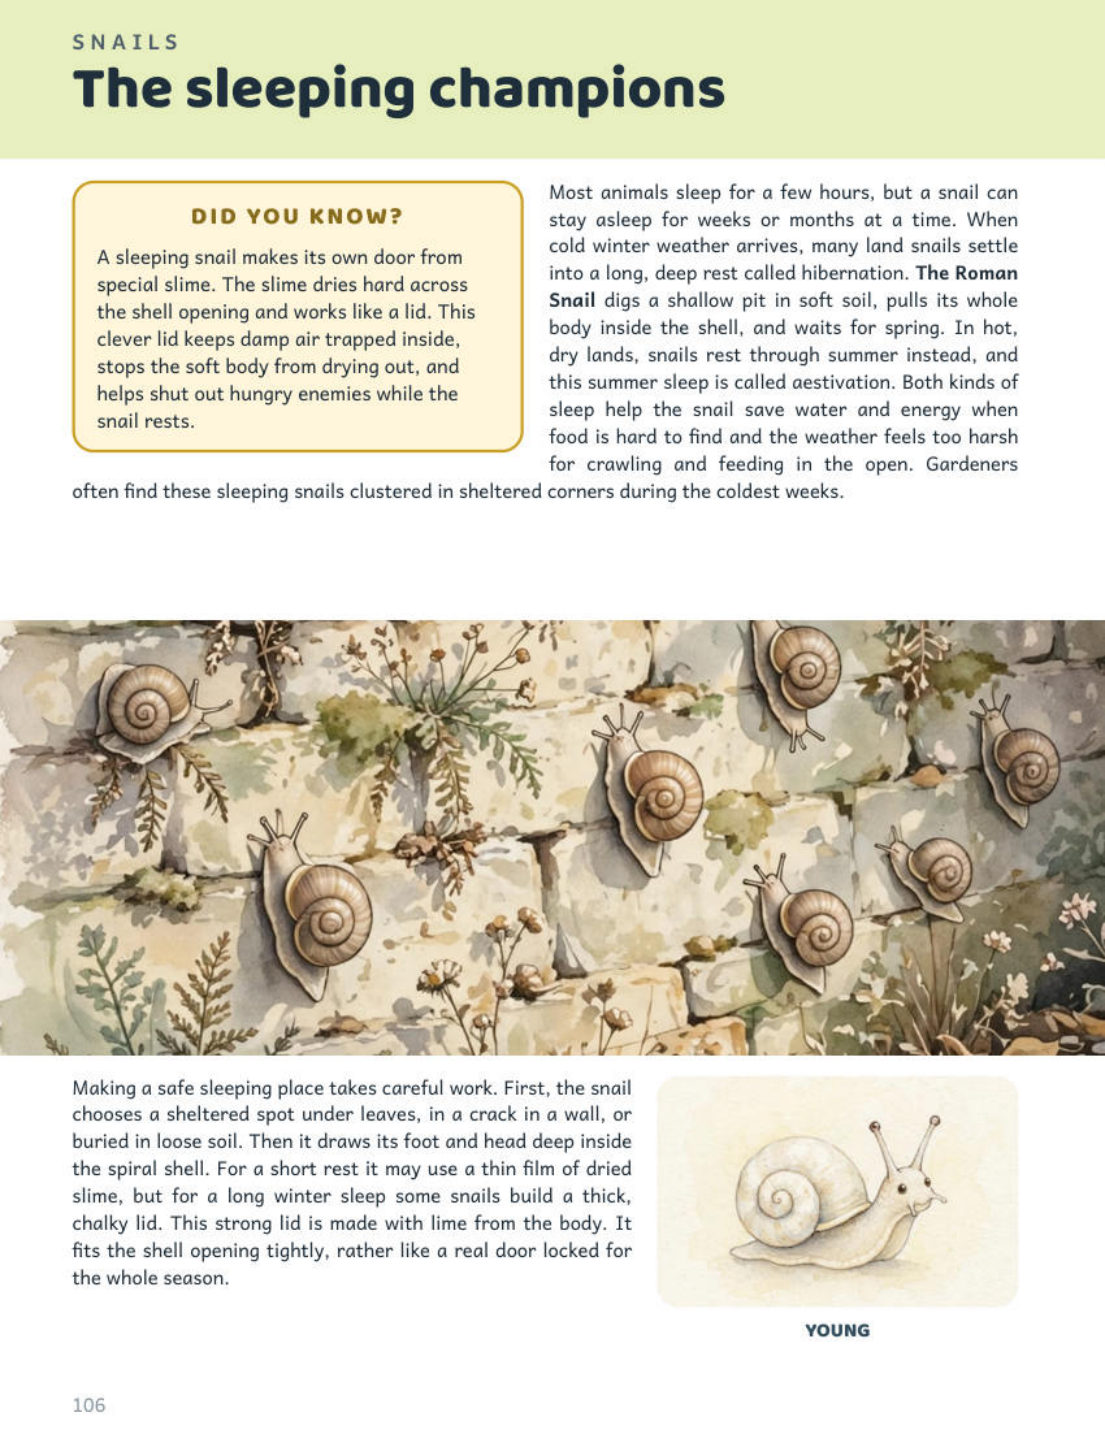 SNAILS
The sleeping champions
DID YOU KNOW?
A sleeping snail makes its own door from
special slime. The slime dries hard across
the shell opening and works like a lid. This
clever lid keeps damp air trapped inside,
stops the soft body from drying out, and
helps shut out hungry enemies while the
snail rests.
Most animals sleep for a few hours, but a snail can
stay asleep for weeks or months at a time. When
cold winter weather arrives, many land snails settle
into a long, deep rest called hibernation. The Roman
Snail digs a shallow pit in soft soil, pulls its whole
body inside the shell, and waits for spring. In hot,
dry lands, snails rest through summer instead, and
this summer sleep is called aestivation. Both kinds of
sleep help the snail save water and energy when
food is hard to find and the weather feels too harsh
for crawling and feeding in the open. Gardeners
often find these sleeping snails clustered in sheltered corners during the coldest weeks.
Making a safe sleeping place takes careful work. First, the snail
chooses a sheltered spot under leaves, in a crack in a wall, or
buried in loose soil. Then it draws its foot and head deep inside
the spiral shell. For a short rest it may use a thin film of dried
slime, but for a long winter sleep some snails build a thick,
chalky lid. This strong lid is made with lime from the body. It
fits the shell opening tightly, rather like a real door locked for
the whole season.
YOUNG
106